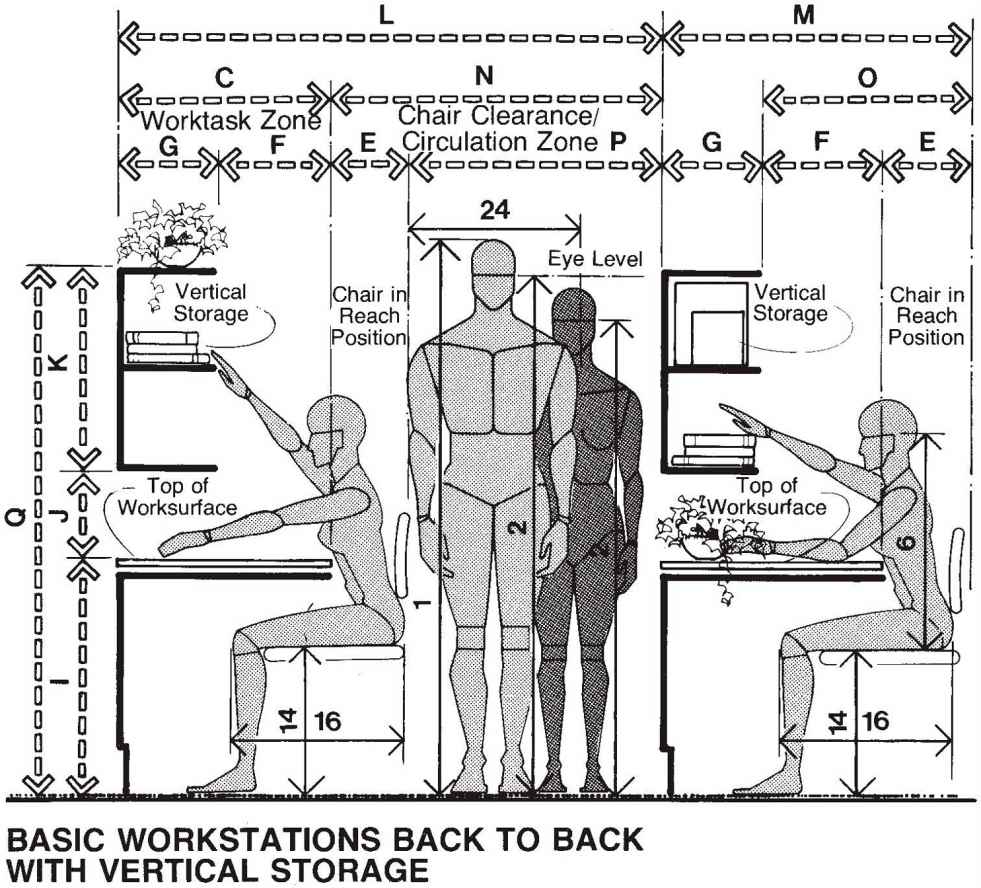 L M
C N O
Worktask Zone Chair Clearance/
Circulation Zone P
G F E G F E
24
Eye Level
Vertical
Storage
Chair in
Reach
Position
Vertical
Storage
Chair in
Reach
Position
K
Q
J
Top of
Worksurface
Top of
Worksurface
2
2
6
1
I
14 16
14 16
BASIC WORKSTATIONS BACK TO BACK
WITH VERTICAL STORAGE